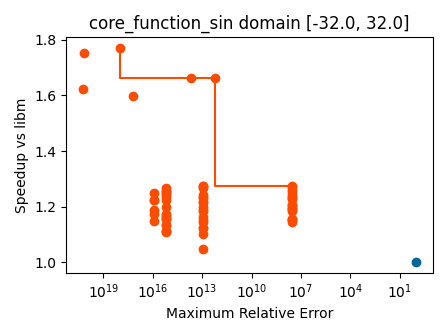 core_function_sin domain [-32.0, 32.0]
Speedup vs libm
1.8
1.6
1.4
1.2
1.0
10^19 10^16 10^13 10^10 10^7 10^4 10^1
Maximum Relative Error